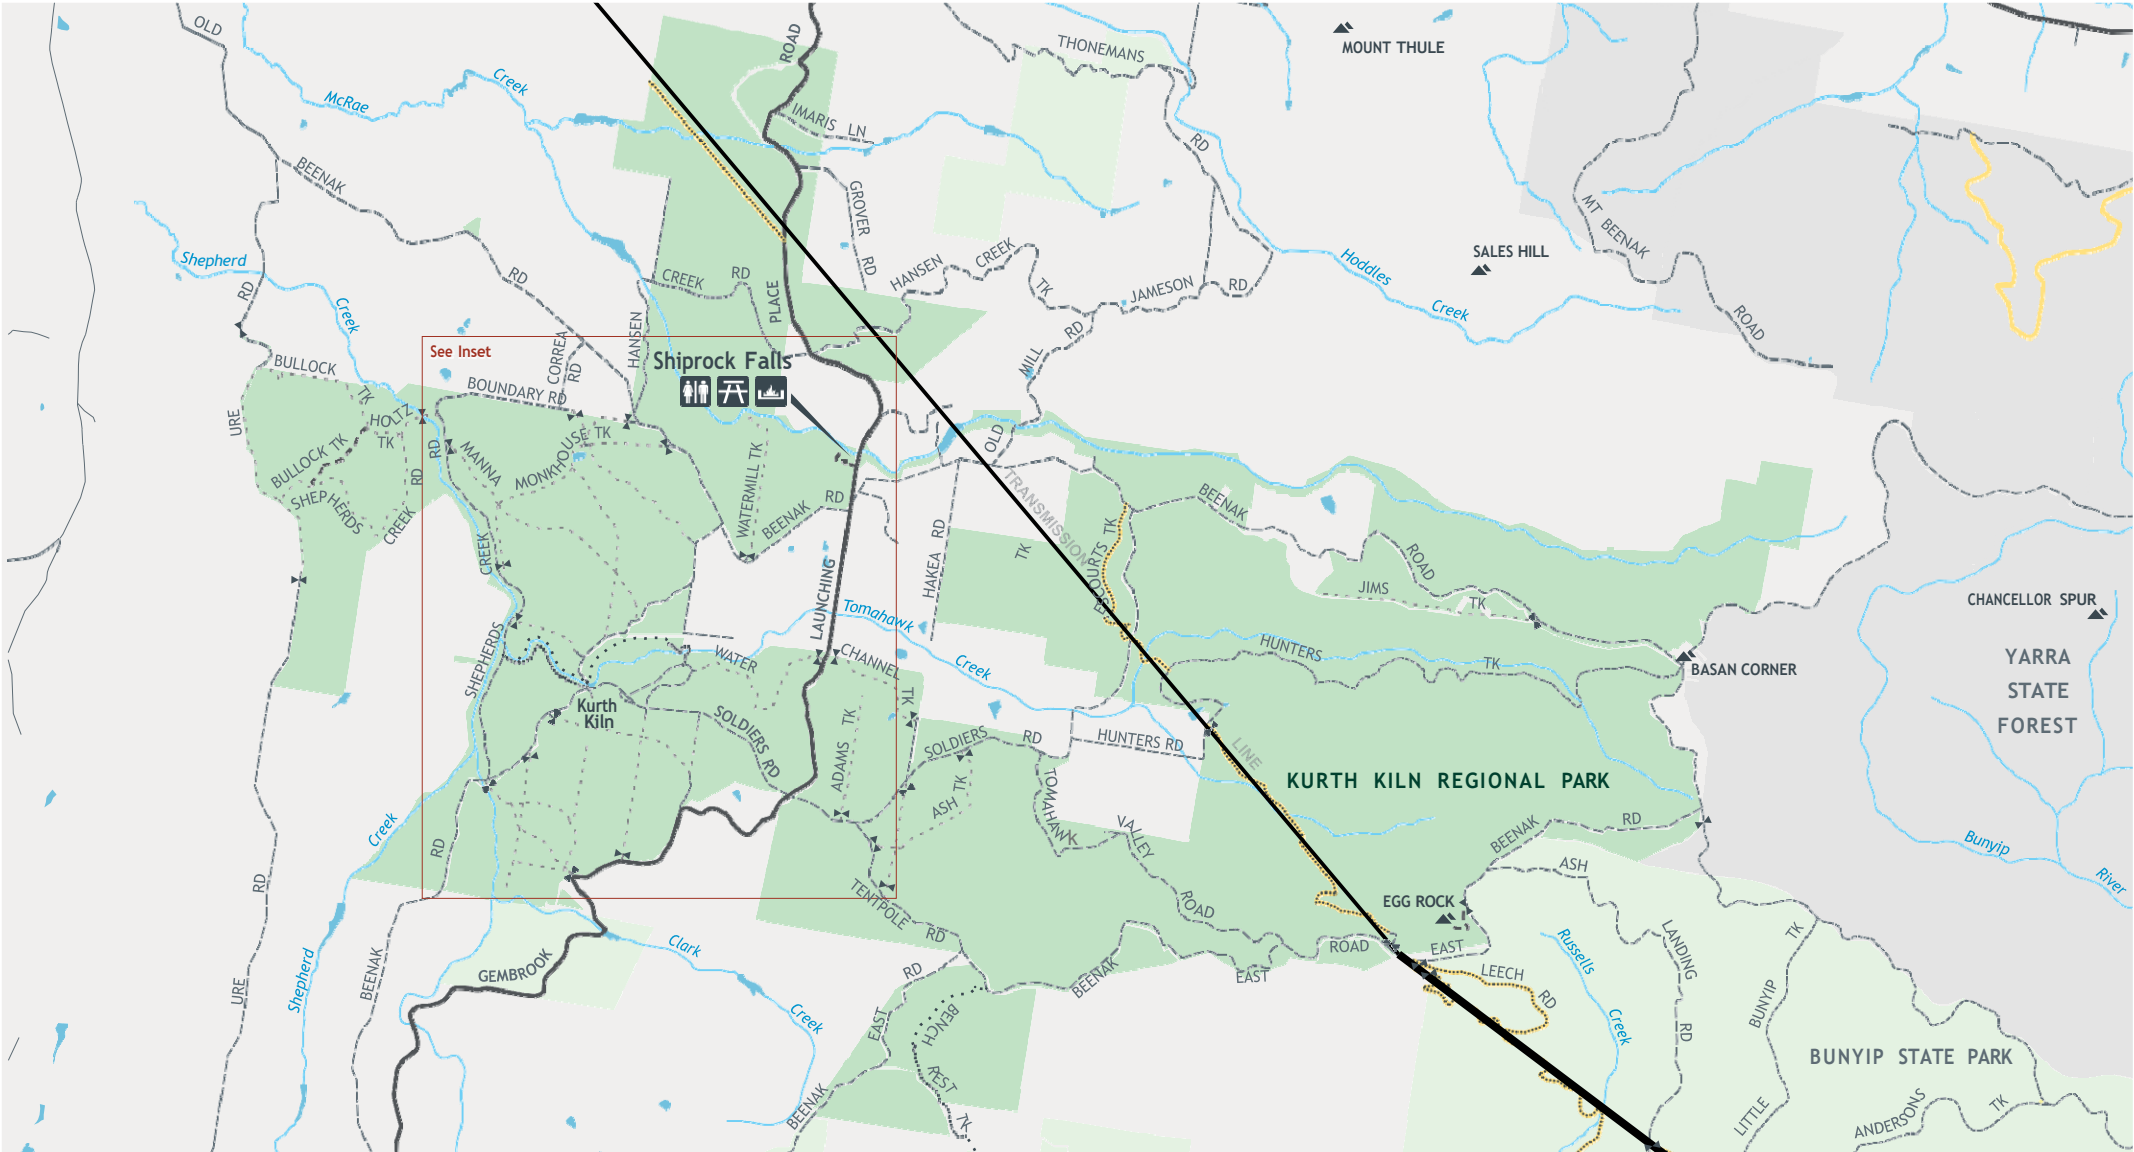 OLD
ROAD
THONEMANS
MOUNT THULE
Creek
McRae
IMARIS LN
RD
BEENAK
GROVER
RD
MT BEENAK
Shepherd
RD
Creek
RD
CREEK RD
HANSEN CREEK
TK
JAMESON RD
SALES HILL
Hoddles
Creek
PLACE
ROAD
HANSEN
RD
MILL
See Inset
CORREA
RD
Shiprock Falls
BULLOCK
TK
BOUNDARY RD
URE
HOLTZ
TK
RD
MONKHOUSE TK
MANNA
BULLOCK TK
SHEPHERDS
CREEK
RD
WATERMILL TK
BEENAK
RD
OLD
TRANSMISSION
BEENAK
ROAD
HAKEA RD
TK
BESCOURTS TK
JIMS TK
CREEK
LAUNCHING
Tomahawk
Creek
CHANCELLOR SPUR
SHEPHERDS
WATER
CHANNEL
TK
HUNTERS TK
BASAN CORNER
YARRA
STATE
FOREST
Kurth
Kiln
SOLDIERS
RD
ADAMS TK
SOLDIERS RD
HUNTERS RD
LINE
KURTH KILN REGIONAL PARK
ASH TK
TOMAHAWK
TK
VALLEY
ROAD
BEENAK RD
Creek
RD
Bunyip
River
ASH
RD
TENTPOLE
RD
EGG ROCK
LANDING
RD
TK
Shepherd
Clark
Creek
GEMBROOK
BEENAK
URE
RD
EAST
BEENAK
BEENAK
EAST
ROAD
EAST
LEECH
RD
Russells
Creek
BENCH
REST
TK
BUNYIP
LITTLE
BUNYIP STATE PARK
ANDERSONS
TK